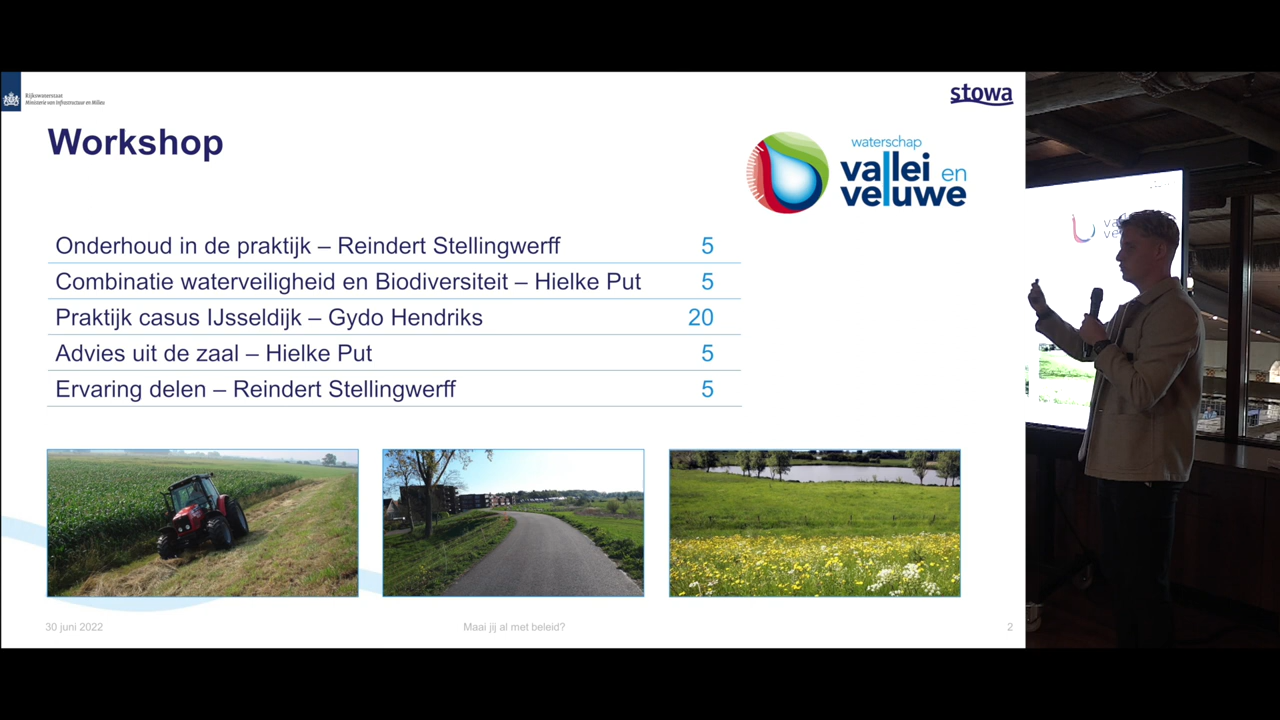 Rijkswaterstaat
Ministerie van Infrastructuur en Milieu
stowa
Workshop
waterschap
vallei en
veluwe
Onderhoud in de praktijk – Reindert Stellingwerff 5
Combinatie waterveiligheid en Biodiversiteit – Hielke Put 5
Praktijk casus IJsseldijk – Gydo Hendriks 20
Advies uit de zaal – Hielke Put 5
Ervaring delen – Reindert Stellingwerff 5
30 juni 2022
Maai jij al met beleid?
2